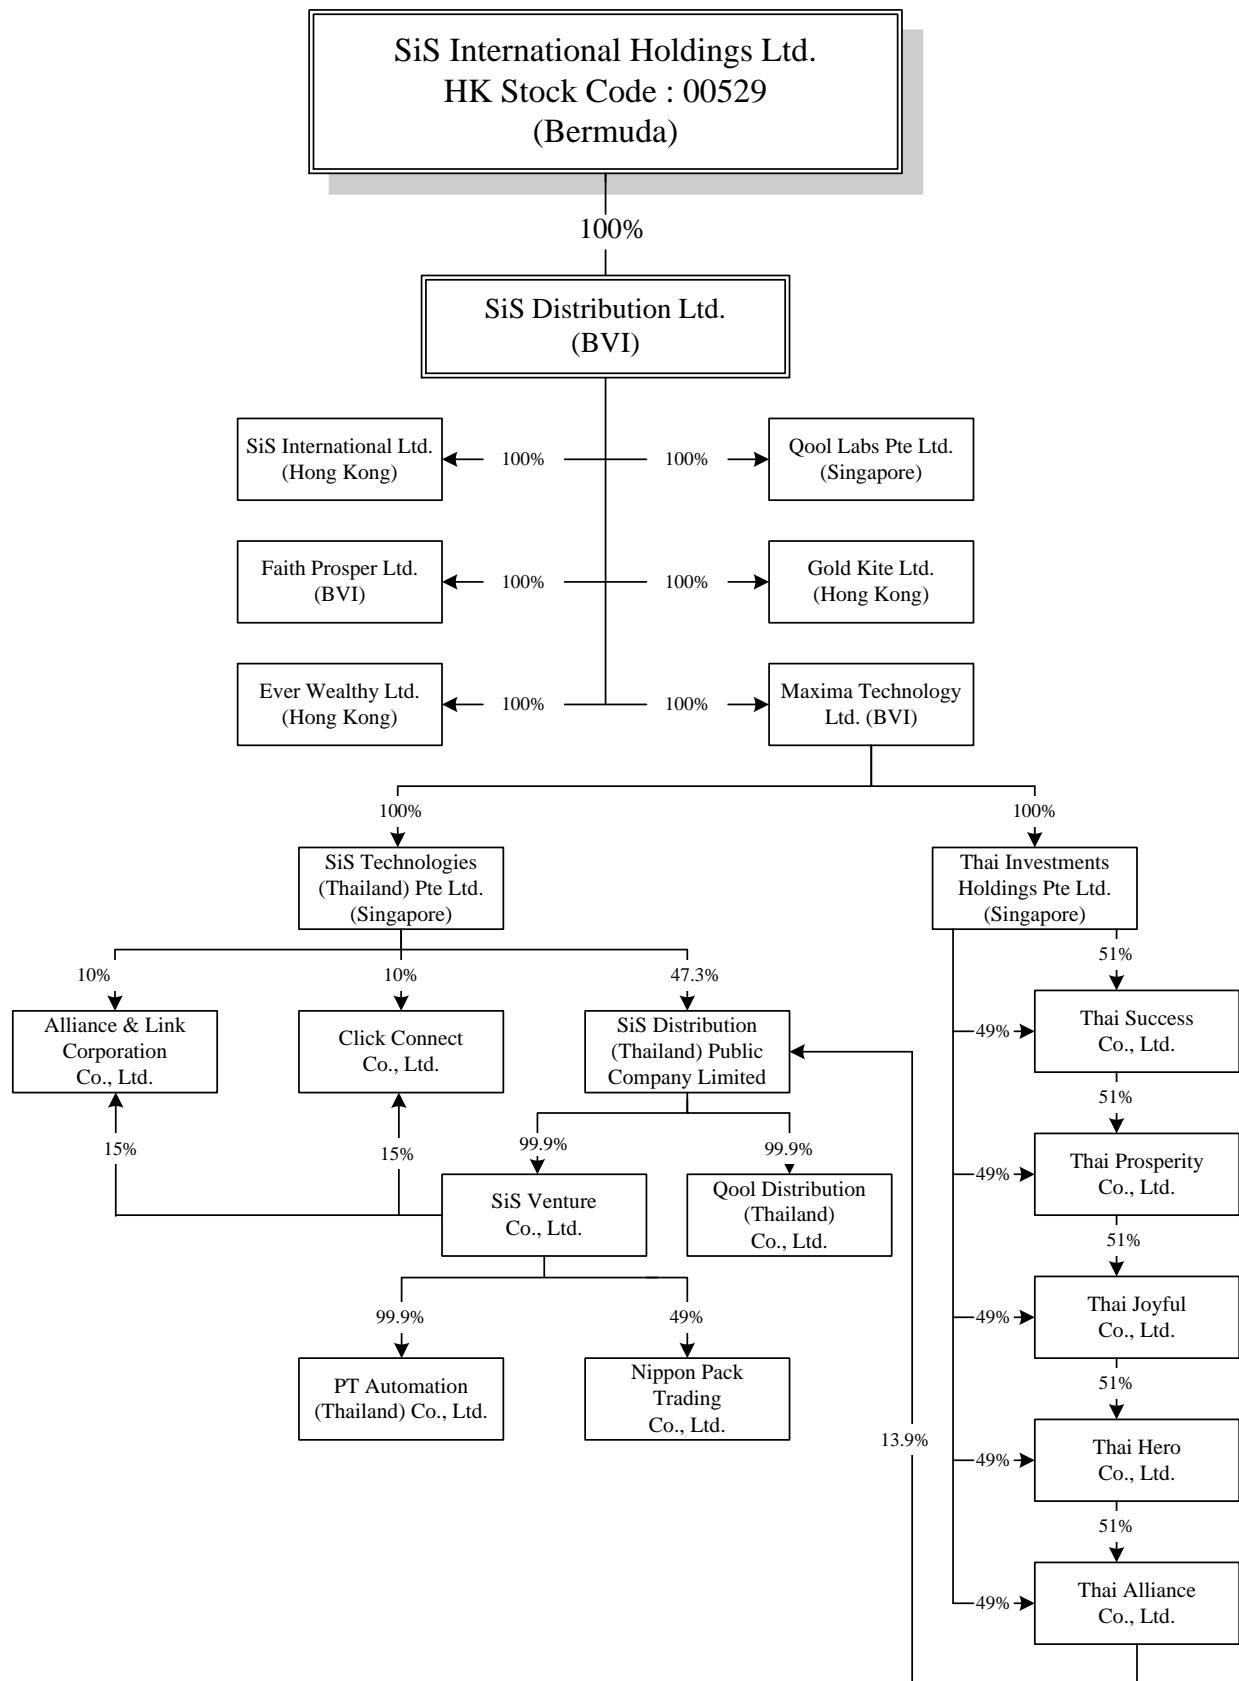 SiS International Holdings Ltd.
HK Stock Code : 00529
(Bermuda)
100%
SiS Distribution Ltd.
(BVI)
SiS International Ltd.
(Hong Kong)
100%
100%
Qool Labs Pte Ltd.
(Singapore)
Faith Prosper Ltd.
(BVI)
100%
100%
Gold Kite Ltd.
(Hong Kong)
Ever Wealthy Ltd.
(Hong Kong)
100%
100%
Maxima Technology
Ltd. (BVI)
100%
100%
SiS Technologies
(Thailand) Pte Ltd.
(Singapore)
Thai Investments
Holdings Pte Ltd.
(Singapore)
10%
10%
47.3%
51%
Alliance & Link
Corporation
Co., Ltd.
Click Connect
Co., Ltd.
SiS Distribution
(Thailand) Public
Company Limited
49%
Thai Success
Co., Ltd.
51%
15%
15%
99.9%
99.9%
49%
Thai Prosperity
Co., Ltd.
SiS Venture
Co., Ltd.
Qool Distribution
(Thailand)
Co., Ltd.
51%
99.9%
49%
49%
Thai Joyful
Co., Ltd.
PT Automation
(Thailand) Co., Ltd.
Nippon Pack
Trading
Co., Ltd.
51%
13.9%
49%
Thai Hero
Co., Ltd.
51%
49%
Thai Alliance
Co., Ltd.